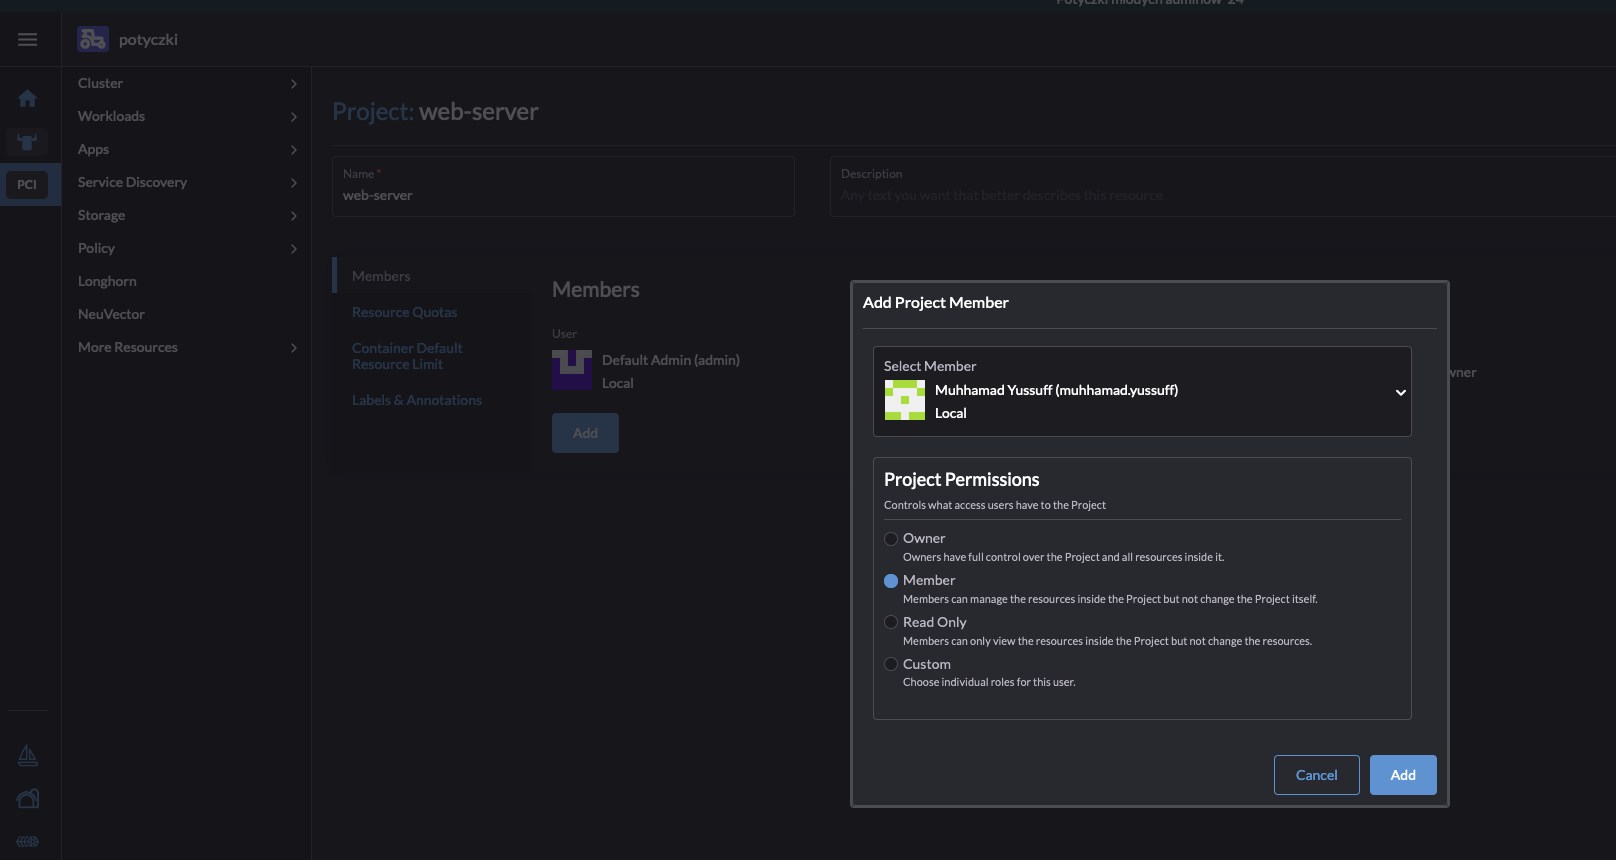 Potyczki młodych adminów '24
potyczki
Cluster
Workloads
Apps
PCI
Service Discovery
Storage
Policy
Longhorn
NeuVector
More Resources
Project: web-server
Name *
web-server
Description
Any text you want that better describes this resource
Members
Resource Quotas
Container Default
Resource Limit
Labels & Annotations
Members
User
Default Admin (admin)
Local
Add
wner
Add Project Member
Select Member
Muhhamad Yussuff (muhhamad.yussuff)
Local
Project Permissions
Controls what access users have to the Project
Owner
Owners have full control over the Project and all resources inside it.
Member
Members can manage the resources inside the Project but not change the Project itself.
Read Only
Members can only view the resources inside the Project but not change the resources.
Custom
Choose individual roles for this user.
Cancel
Add